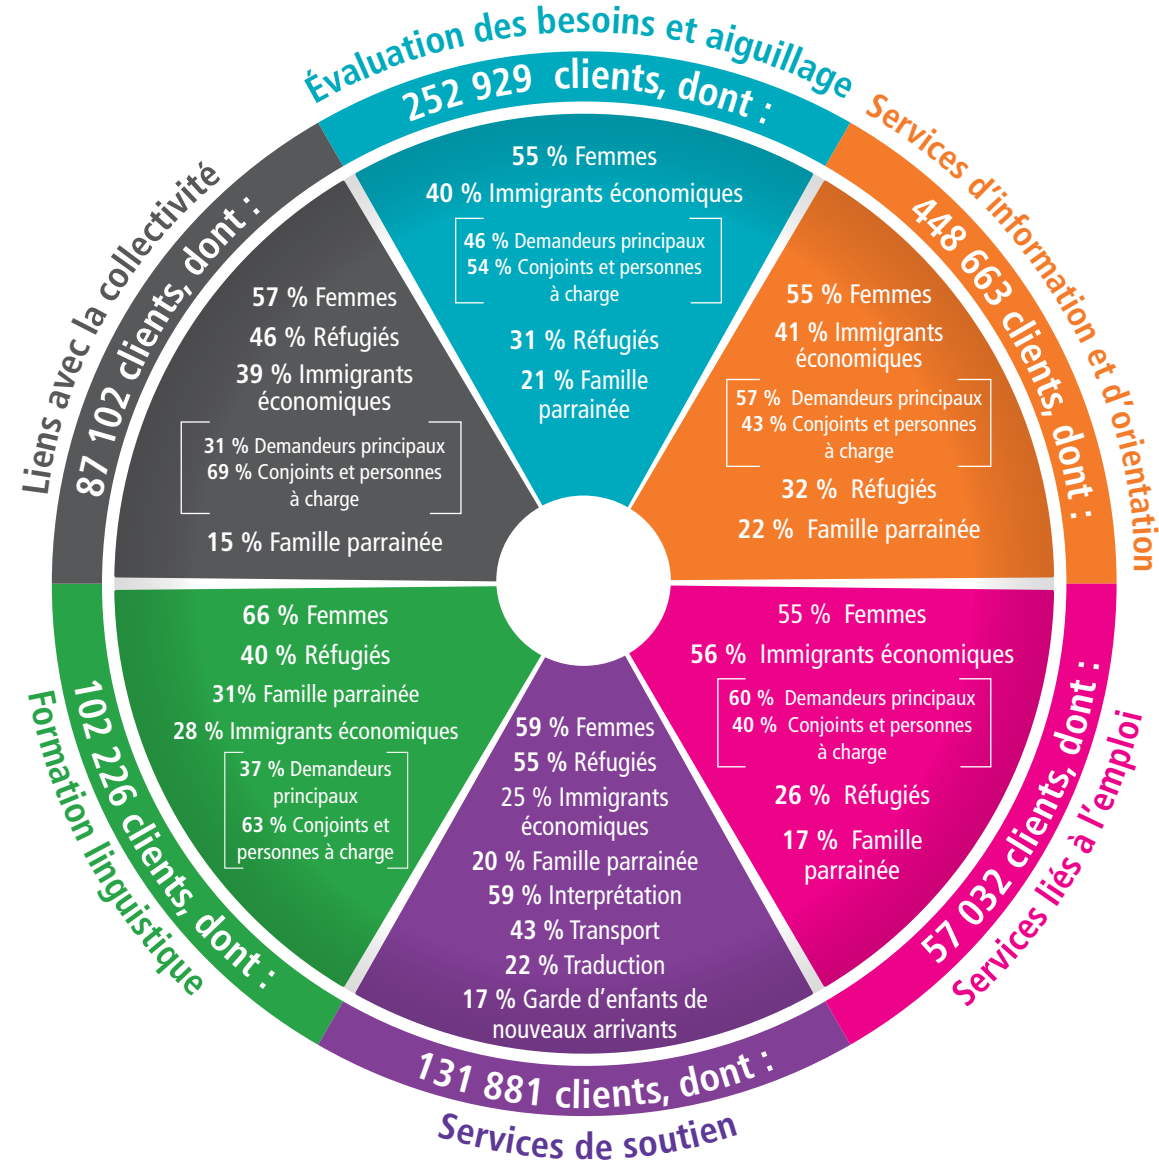 Évaluation des besoins et aiguillage
252 929 clients, dont :
55 % Femmes
40 % Immigrants économiques
46 % Demandeurs principaux
54 % Conjoints et personnes
à charge
31 % Réfugiés
21 % Famille
parrainée
Services d'information et d'orientation
448 663 clients, dont :
55 % Femmes
41 % Immigrants
économiques
57 % Demandeurs principaux
43 % Conjoints et personnes
à charge
32 % Réfugiés
22 % Famille parrainée
Services liés à l'emploi
57 032 clients, dont :
55 % Femmes
56 % Immigrants économiques
60 % Demandeurs principaux
40 % Conjoints et personnes
à charge
26 % Réfugiés
17 % Famille
parrainée
Services de soutien
131 881 clients, dont :
59 % Femmes
55 % Réfugiés
25 % Immigrants
économiques
20 % Famille parrainée
59 % Interprétation
43 % Transport
22 % Traduction
17 % Garde d'enfants de
nouveaux arrivants
Formation linguistique
102 226 clients, dont :
66 % Femmes
40 % Réfugiés
31% Famille parrainée
28 % Immigrants économiques
37 % Demandeurs
principaux
63 % Conjoints et
personnes à charge
Liens avec la collectivité
87 102 clients, dont :
57 % Femmes
46 % Réfugiés
39 % Immigrants
économiques
31 % Demandeurs principaux
69 % Conjoints et personnes
à charge
15 % Famille parrainée